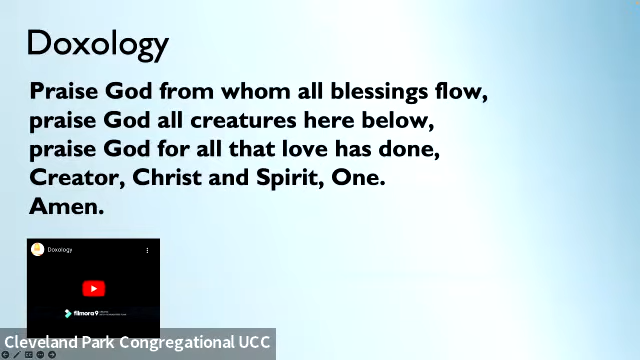 Doxology
Praise God from whom all blessings flow,
praise God all creatures here below,
praise God for all that love has done,
Creator, Christ and Spirit, One.
Amen.
Doxology
filmora9
Cleveland Park Congregational UCC